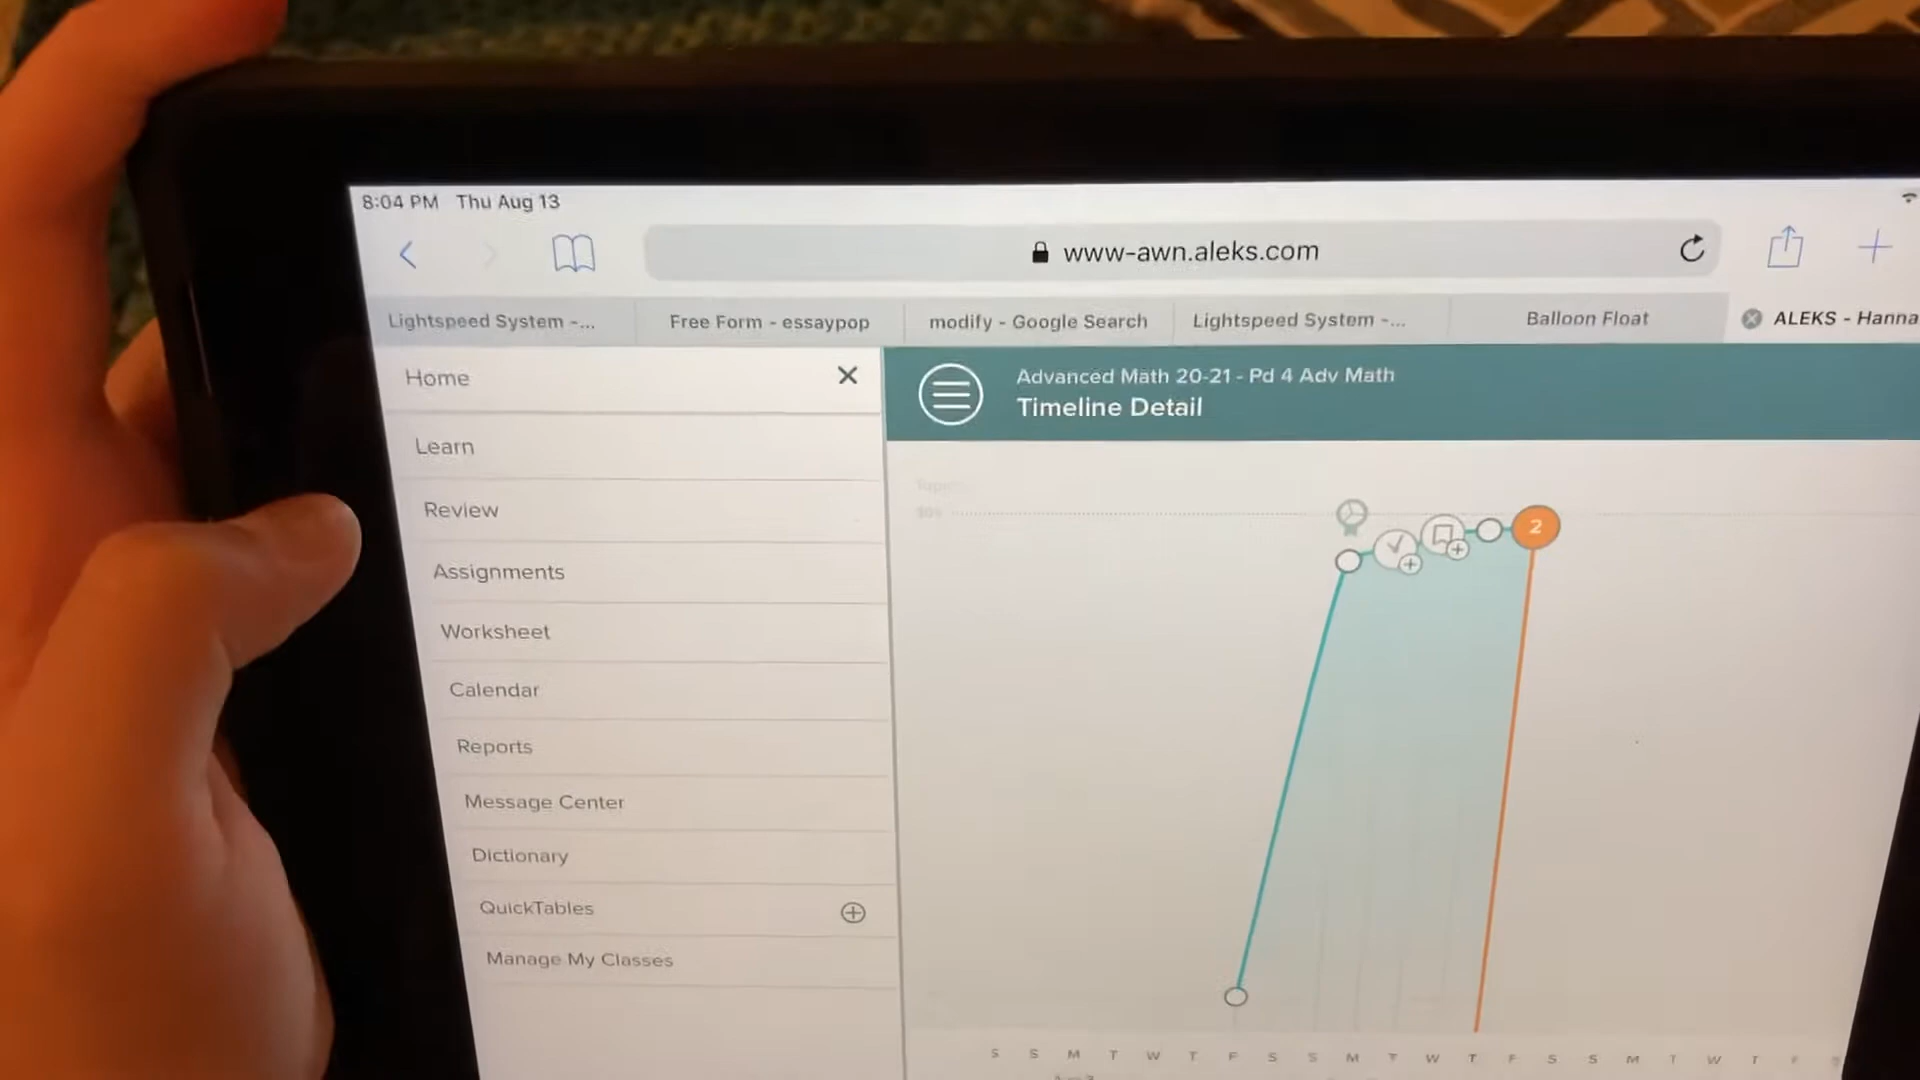 8:04 PM Thu Aug 13
www-awn.aleks.com
Lightspeed System -... Free Form - essaypop modify - Google Search Lightspeed System -... Balloon Float ALEKS - Hanna
Home
Advanced Math 20-21 - Pd 4 Adv Math
Timeline Detail
Learn
Review
2
Assignments
Worksheet
Calendar
Reports
Message Center
Dictionary
QuickTables
Manage My Classes
S S M T W T F S S M T W T F S S M T W T F